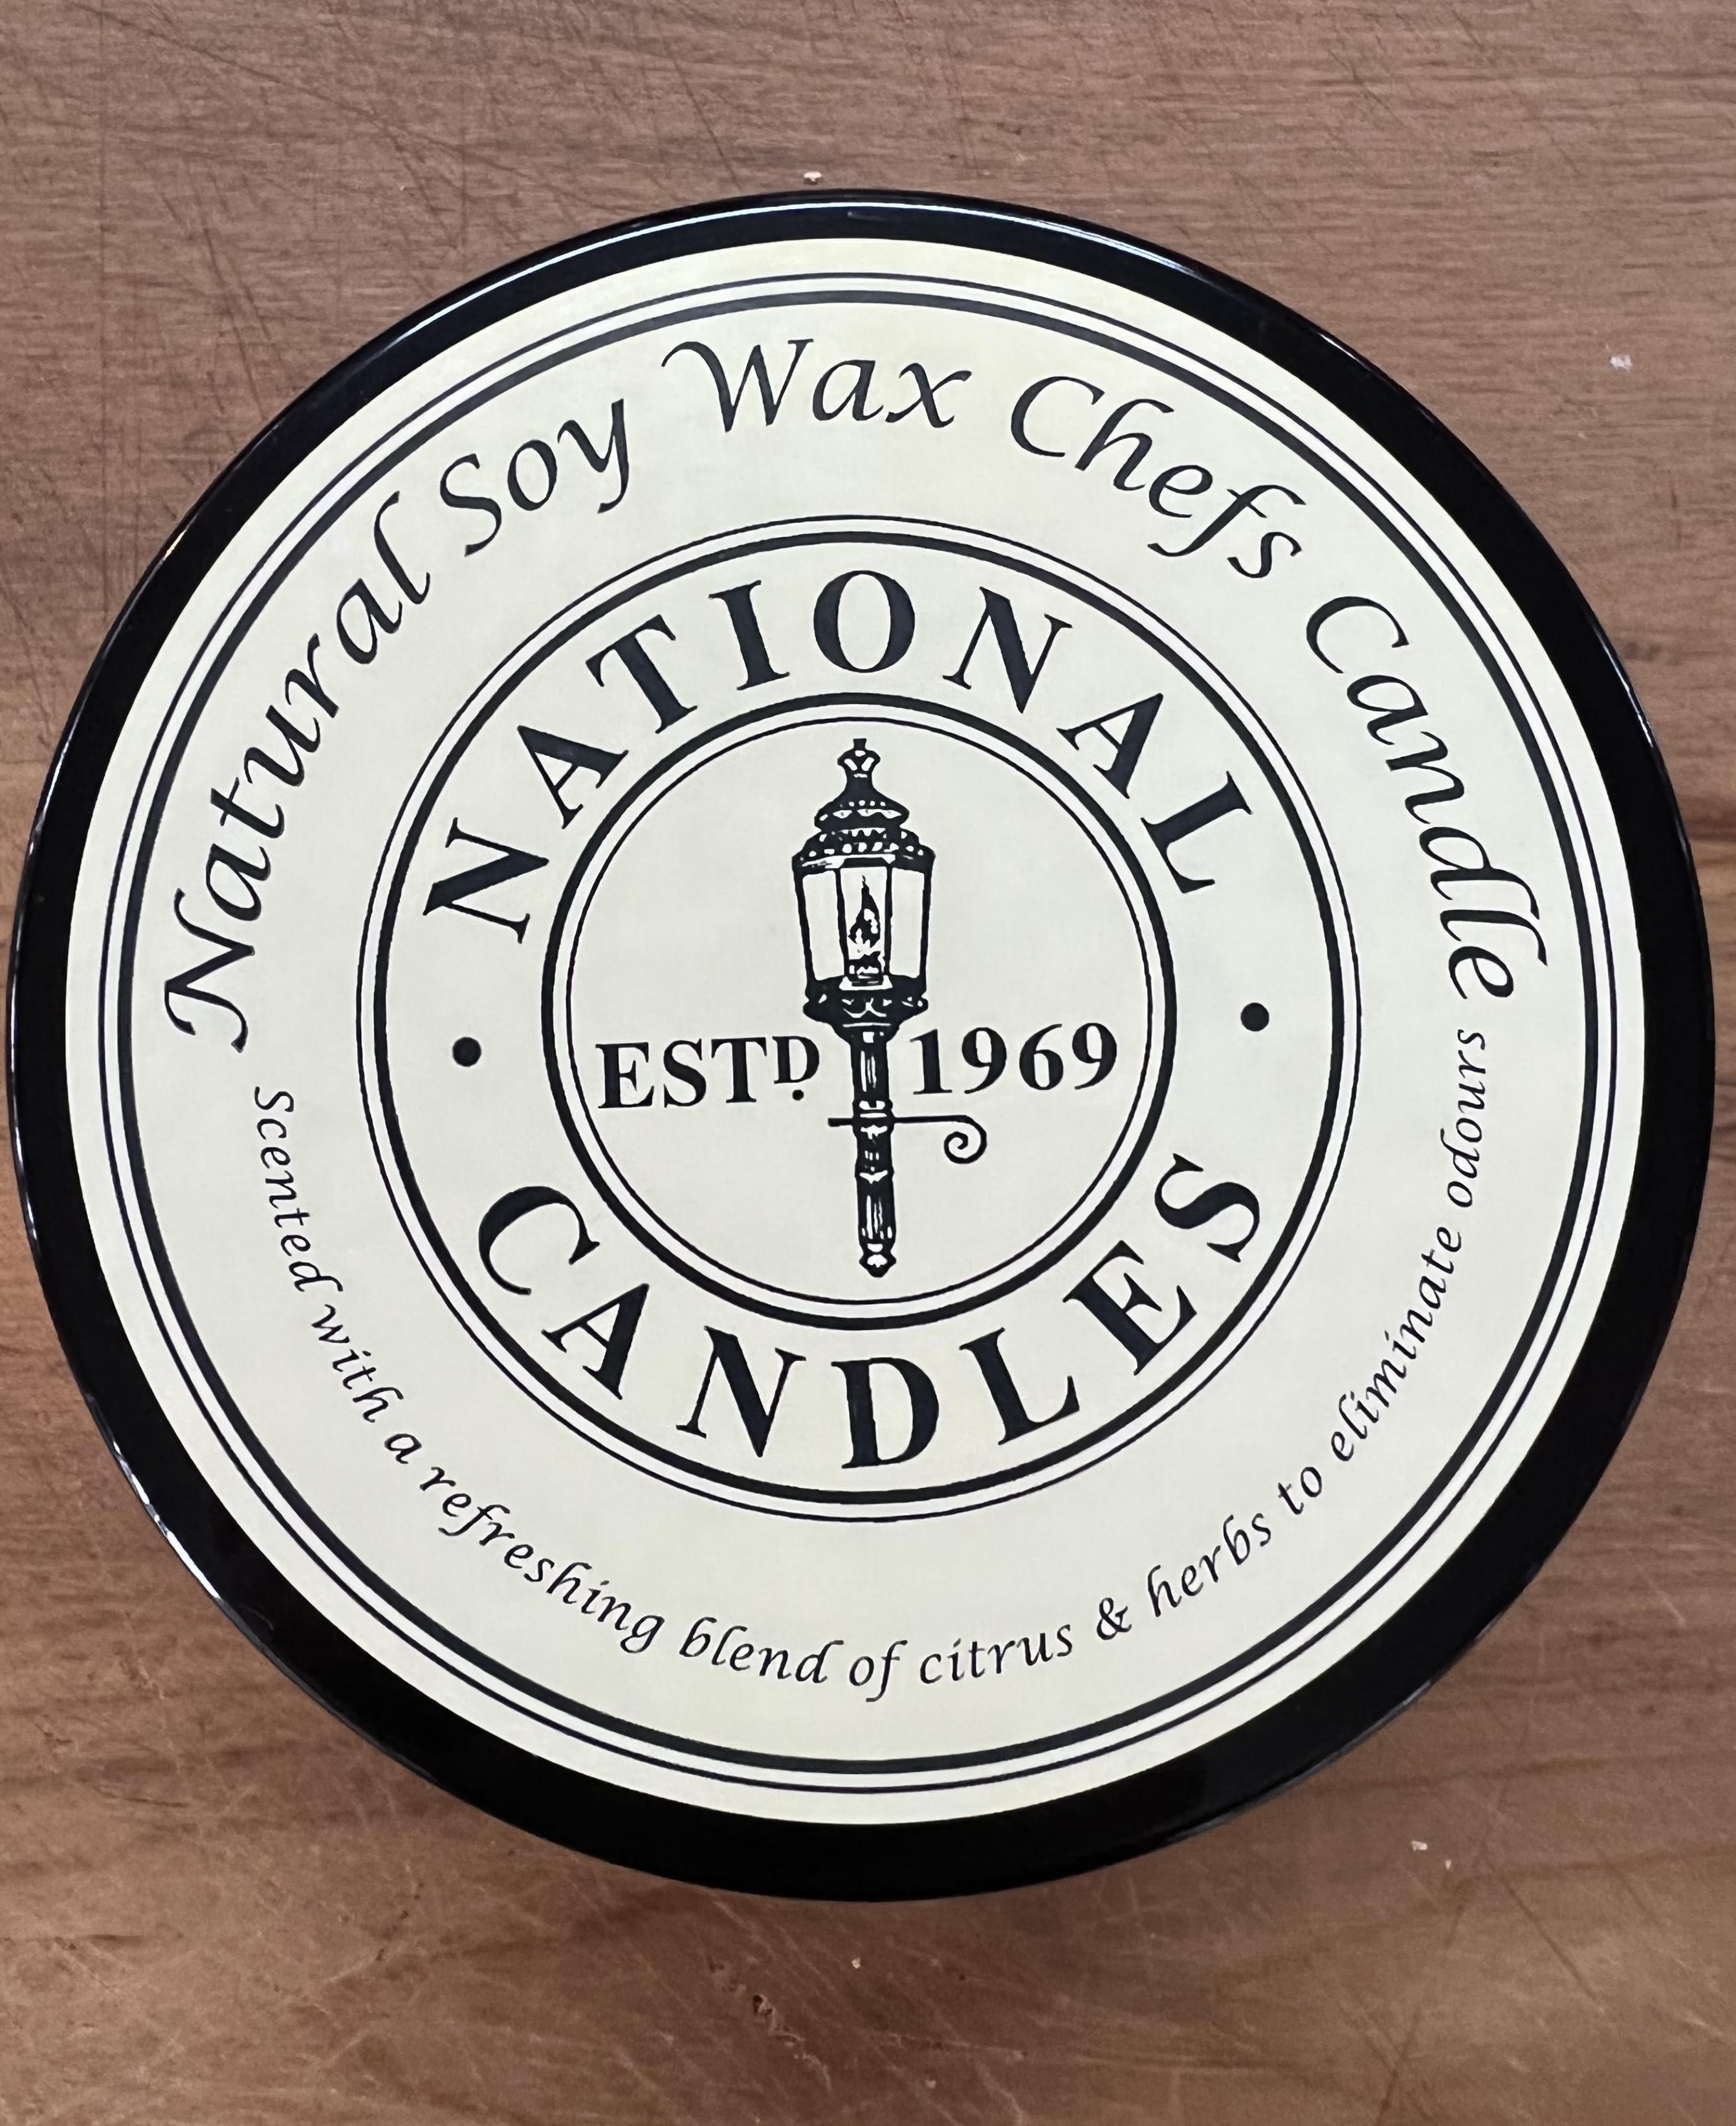 Natural Soy Wax Chefs Candle
NATIONAL
ESTD. 1969
CANDLES
Scented with a refreshing blend of citrus & herbs to eliminate odours